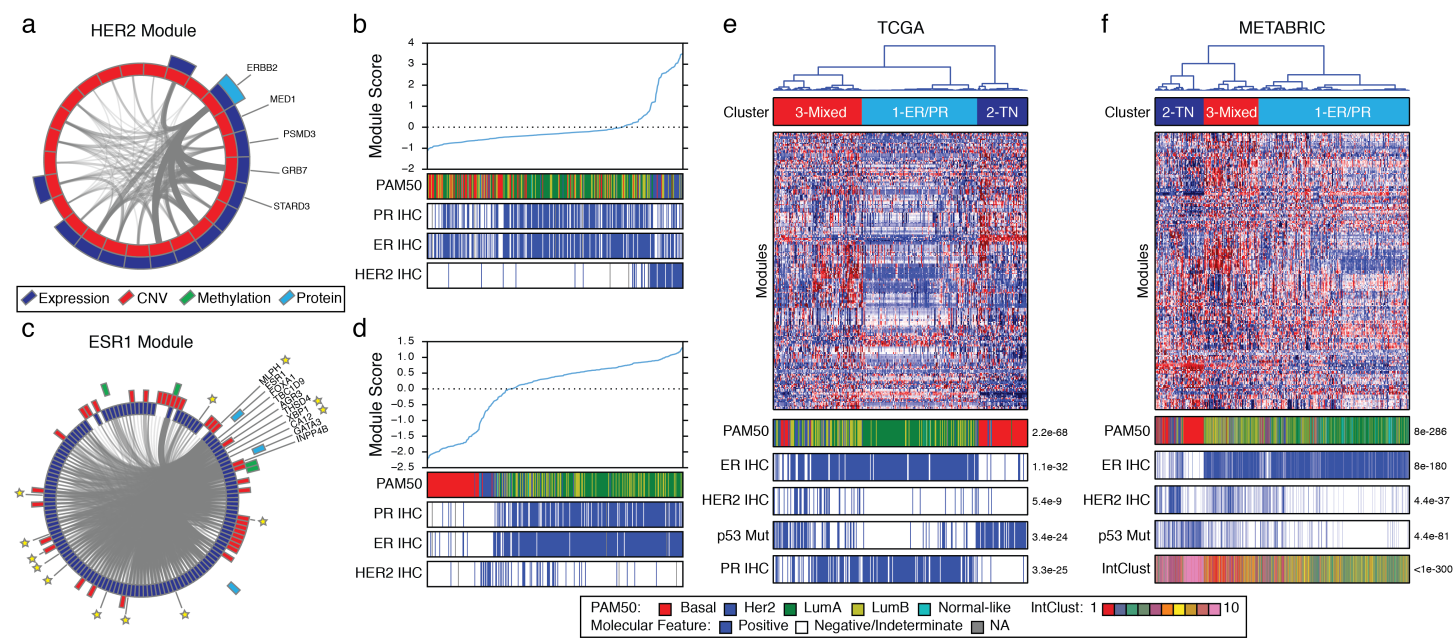 a
HER2 Module
ERBB2
MED1
PSMD3
GRB7
STARD3
Expression CNV Methylation Protein
b
Module Score
4
3
2
1
0
−1
−2
PAM50
PR IHC
ER IHC
HER2 IHC
c
ESR1 Module
MLPH
ESR1
FOXA1
TBC1D9
AGR3
THSD4
XBP1
CA12
GATA3
INPP4B
d
Module Score
1.5
1.0
0.5
0.0
−0.5
−1.0
−1.5
−2.0
−2.5
PAM50
PR IHC
ER IHC
HER2 IHC
e
TCGA
Cluster 3-Mixed 1-ER/PR 2-TN
Modules
PAM50 2.2e-68
ER IHC 1.1e-32
HER2 IHC 5.4e-9
p53 Mut 3.4e-24
PR IHC 3.3e-25
f
METABRIC
Cluster 2-TN 3-Mixed 1-ER/PR
Modules
PAM50 8e-286
ER IHC 8e-180
HER2 IHC 4.4e-37
p53 Mut 4.4e-81
IntClust <1e-300
PAM50: Basal Her2 LumA LumB Normal-like IntClust: 1 10
Molecular Feature: Positive Negative/Indeterminate NA